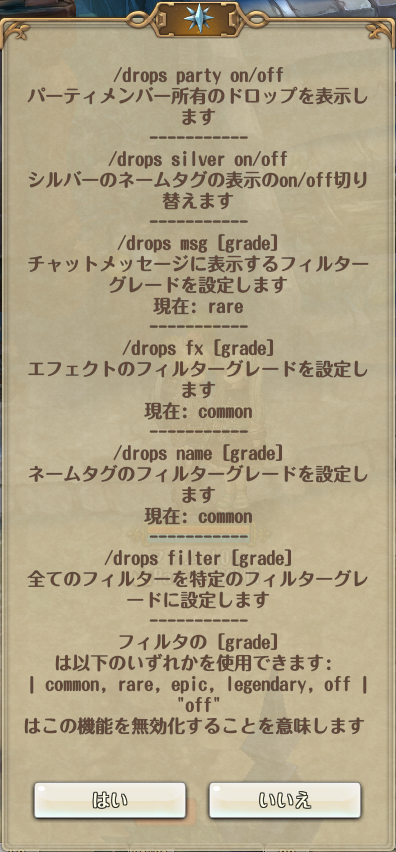 /drops party on/off
パーティメンバー所有のドロップを表示し
ます
-----------
/drops silver on/off
シルバーのネームタグの表示のon/off切り
替えます
-----------
/drops msg [grade]
チャットメッセージに表示するフィルター
グレードを設定します
現在: rare
-----------
/drops fx [grade]
エフェクトのフィルターグレードを設定し
ます
現在: common
-----------
/drops name [grade]
ネームタグのフィルターグレードを設定し
ます
現在: common
-----------
/drops filter [grade]
全てのフィルターを特定のフィルターグレ
ードに設定します
-----------
フィルタの [grade]
は以下のいずれかを使用できます:
| common, rare, epic, legendary, off |
"off"
はこの機能を無効化することを意味します
はい
いいえ